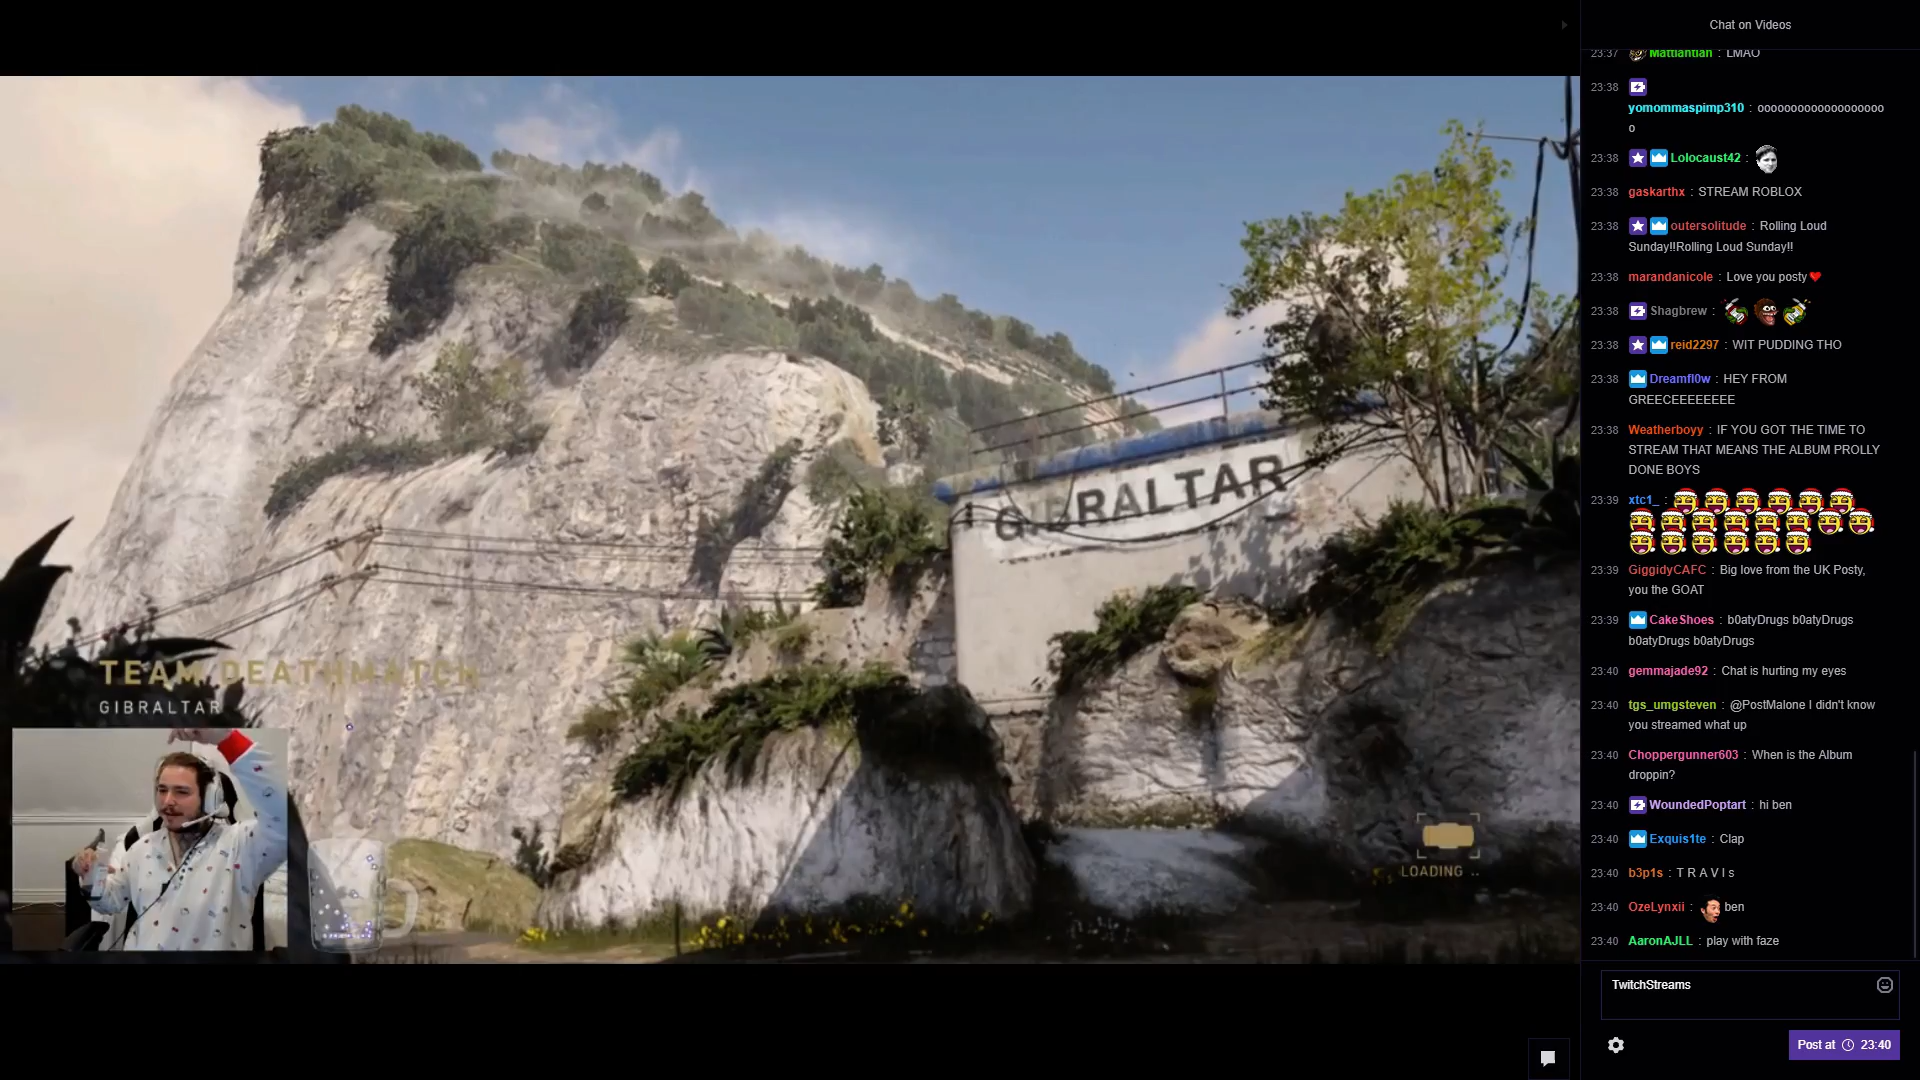 Chat on Videos
23:37 Mattiantian : LMAO
23:38
yomommaspimp310 : ooooooooooooooooooo
o
23:38 Lolocaust42 :
23:38 gaskarthx : STREAM ROBLOX
23:38 outersolitude : Rolling Loud
Sunday!!Rolling Loud Sunday!!
23:38 marandanicole : Love you posty
23:38 Shagbrew :
23:38 reid2297 : WIT PUDDING THO
23:38 Dreamfl0w : HEY FROM
GREECEEEEEEEE
23:38 Weatherboyy : IF YOU GOT THE TIME TO
STREAM THAT MEANS THE ALBUM PROLLY
DONE BOYS
23:39 xtc1_ :
23:39 GiggidyCAFC : Big love from the UK Posty,
you the GOAT
23:39 CakeShoes : b0atyDrugs b0atyDrugs
b0atyDrugs b0atyDrugs
23:40 gemmajade92 : Chat is hurting my eyes
23:40 tgs_umgsteven : @PostMalone I didn't know
you streamed what up
23:40 Choppergunner603 : When is the Album
droppin?
23:40 WoundedPoptart : hi ben
23:40 Exquis1te : Clap
23:40 b3p1s : T R A V I s
23:40 OzeLynxii : ben
23:40 AaronAJLL : play with faze
TwitchStreams
Post at 23:40
GIBRALTAR
TEAM DEATHMATCH
GIBRALTAR
LOADING ..